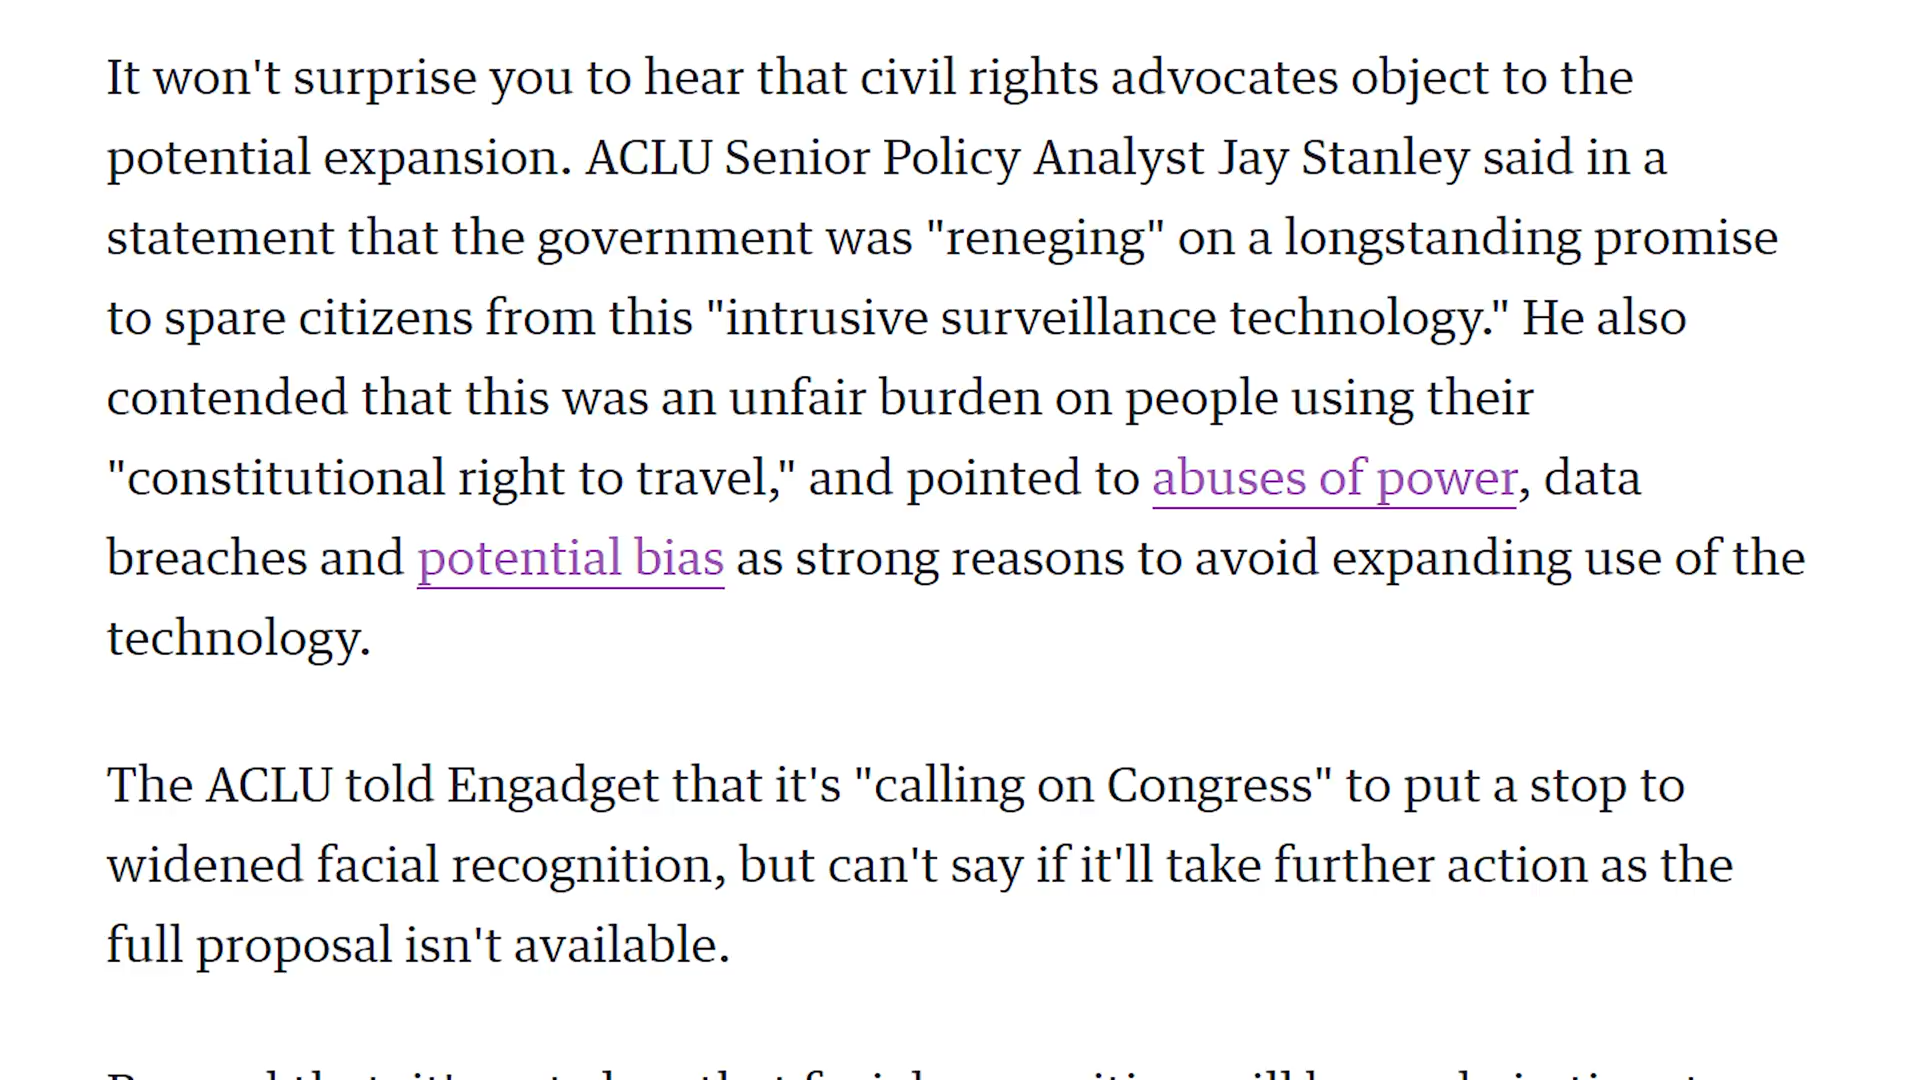 It won't surprise you to hear that civil rights advocates object to the
potential expansion. ACLU Senior Policy Analyst Jay Stanley said in a
statement that the government was "reneging" on a longstanding promise
to spare citizens from this "intrusive surveillance technology." He also
contended that this was an unfair burden on people using their
"constitutional right to travel," and pointed to abuses of power, data
breaches and potential bias as strong reasons to avoid expanding use of the
technology.
The ACLU told Engadget that it's "calling on Congress" to put a stop to
widened facial recognition, but can't say if it'll take further action as the
full proposal isn't available.